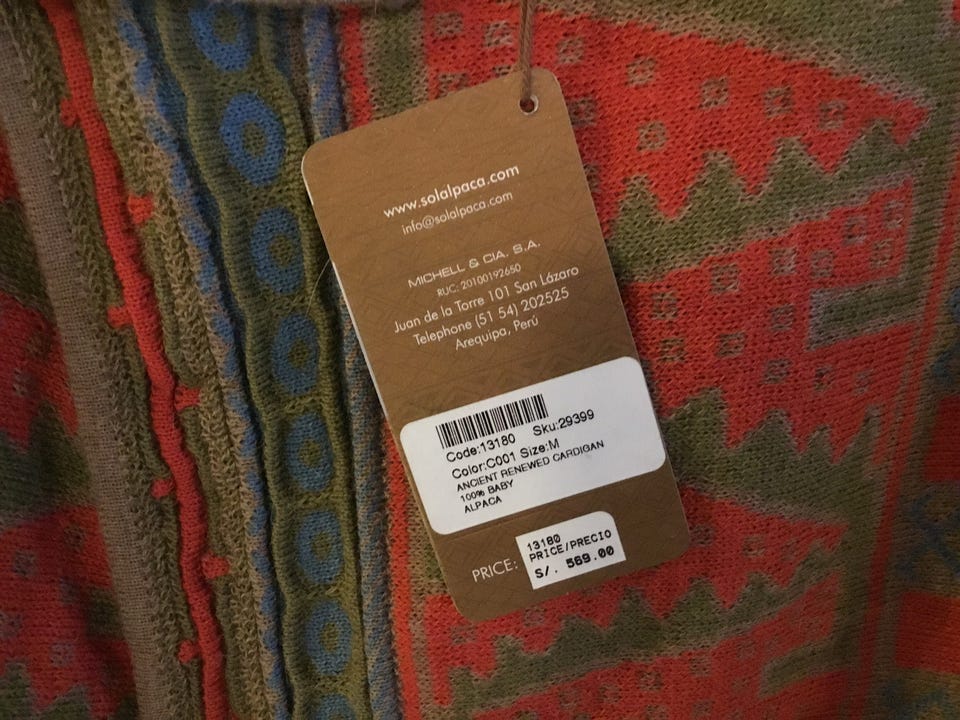 www.solalpaca.com
info@solalpaca.com
MICHELL & CIA. S.A.
RUC: 20100192650
Juan de la Torre 101 San Lázaro
Telephone (51 54) 202525
Arequipa, Perú
Code:13180 Sku:29399
Color:C001 Size:M
ANCIENT RENEWED CARDIGAN
100% BABY
ALPACA
PRICE:
13180
PRICE/PRECIO
S/. 569.00